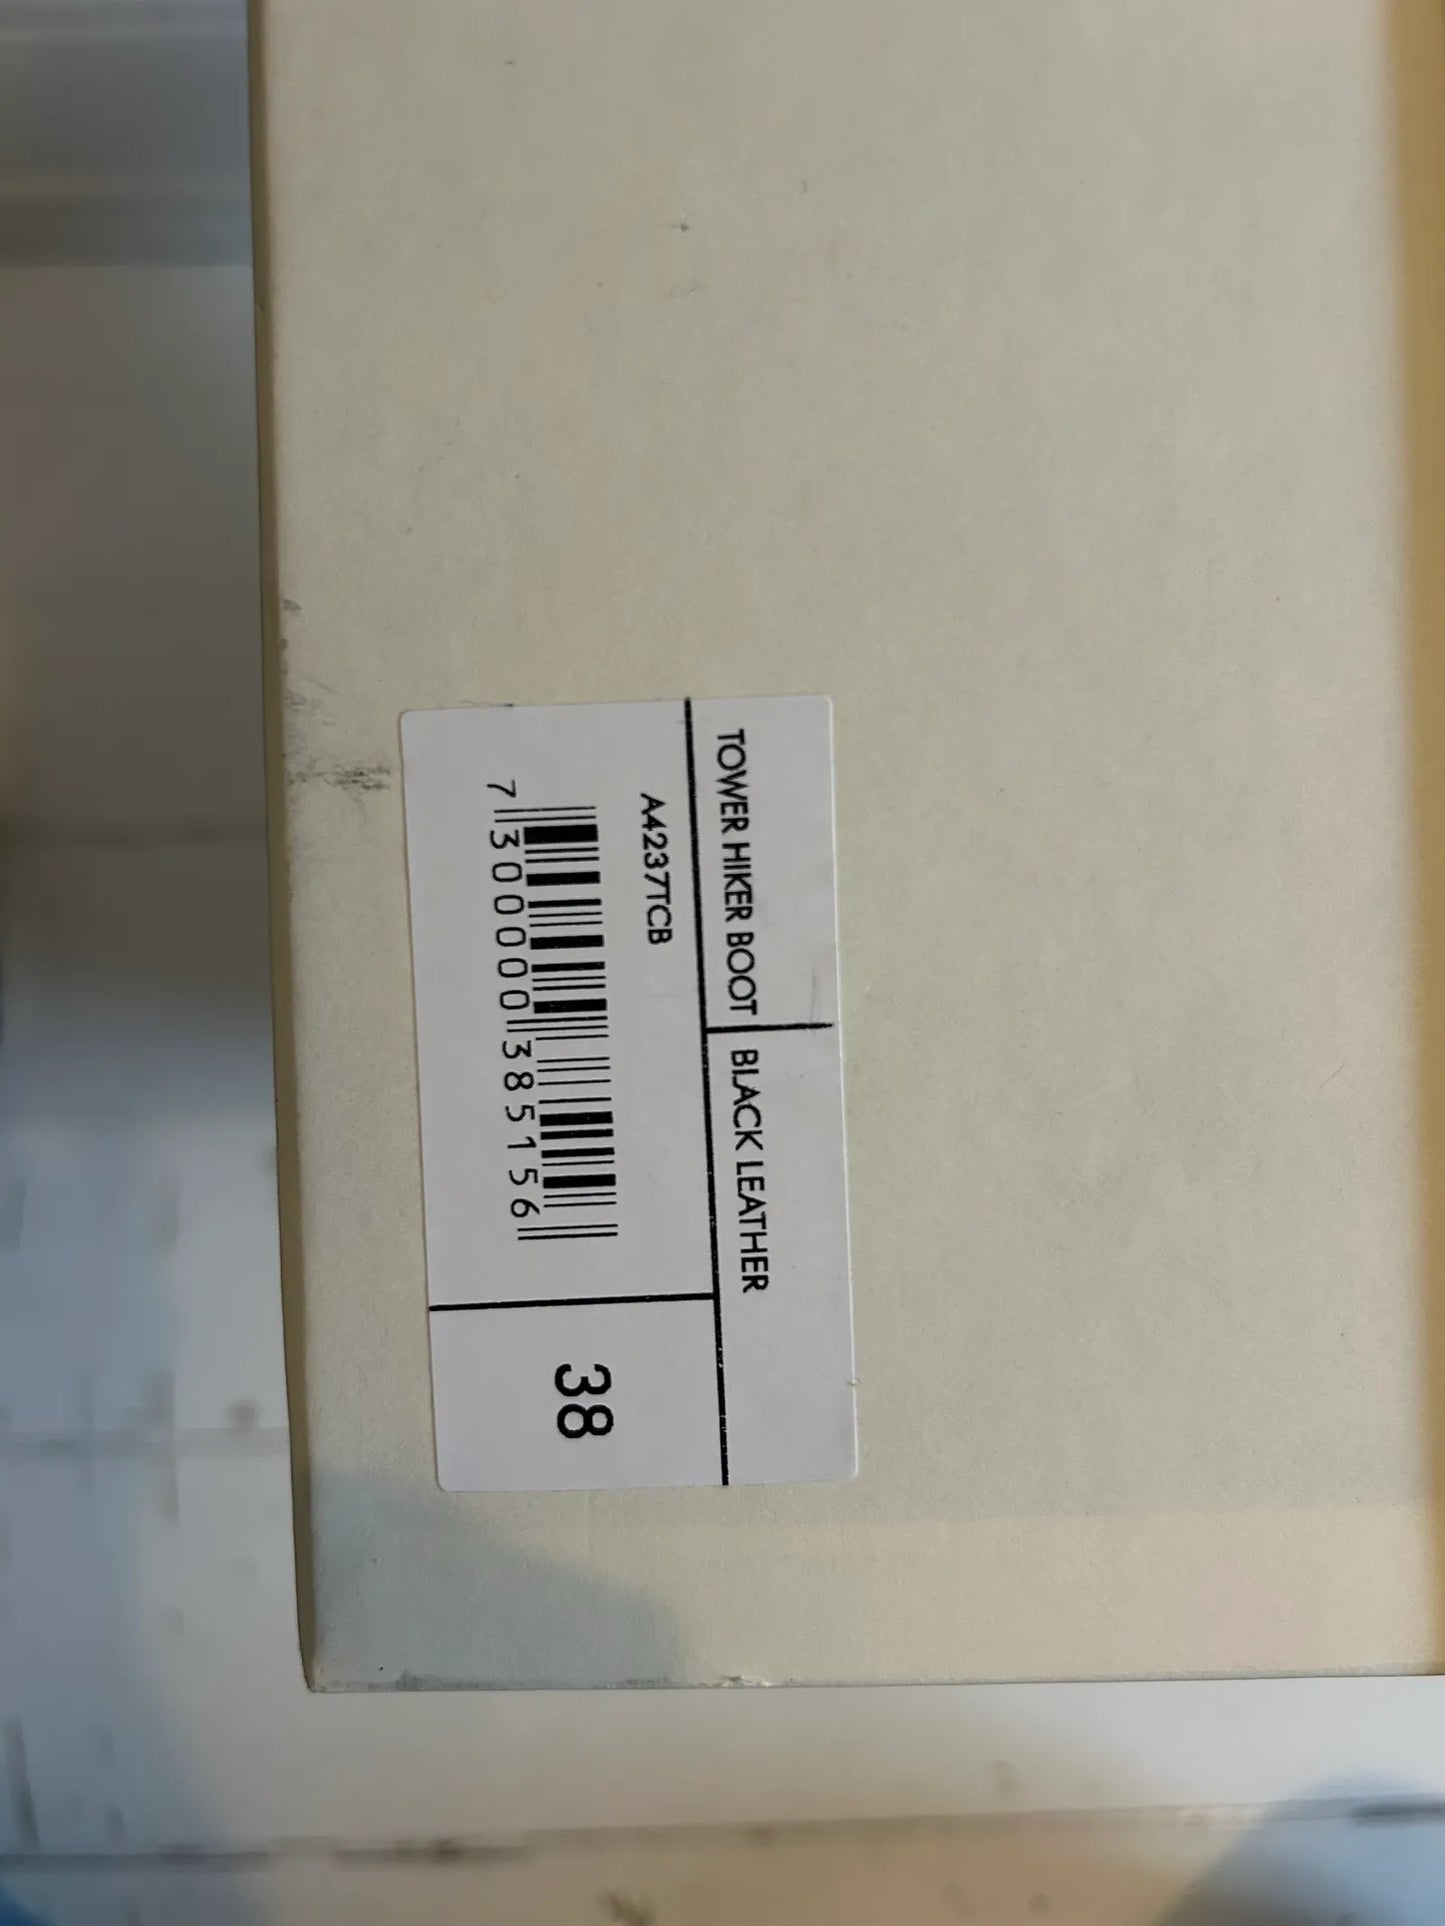 TOWER HIKER BOOT
BLACK LEATHER
A4237TCB
7 300000 385156
38